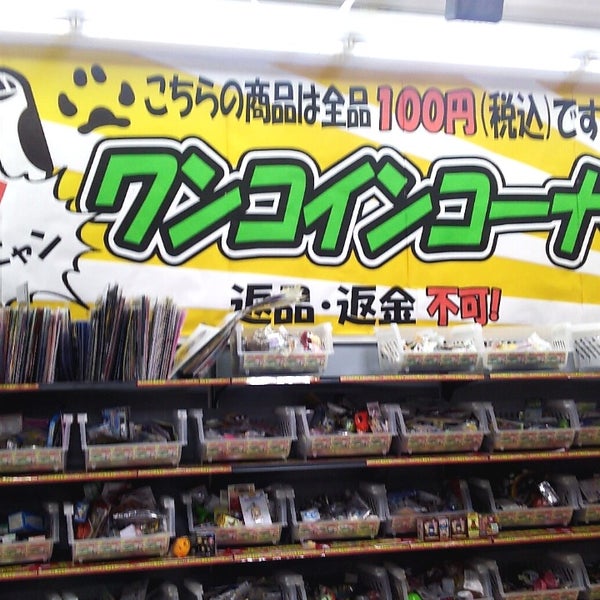 こちらの商品は全品100円(税込)です
ワンコインコーナ
ニャン
返品・返金 不可!